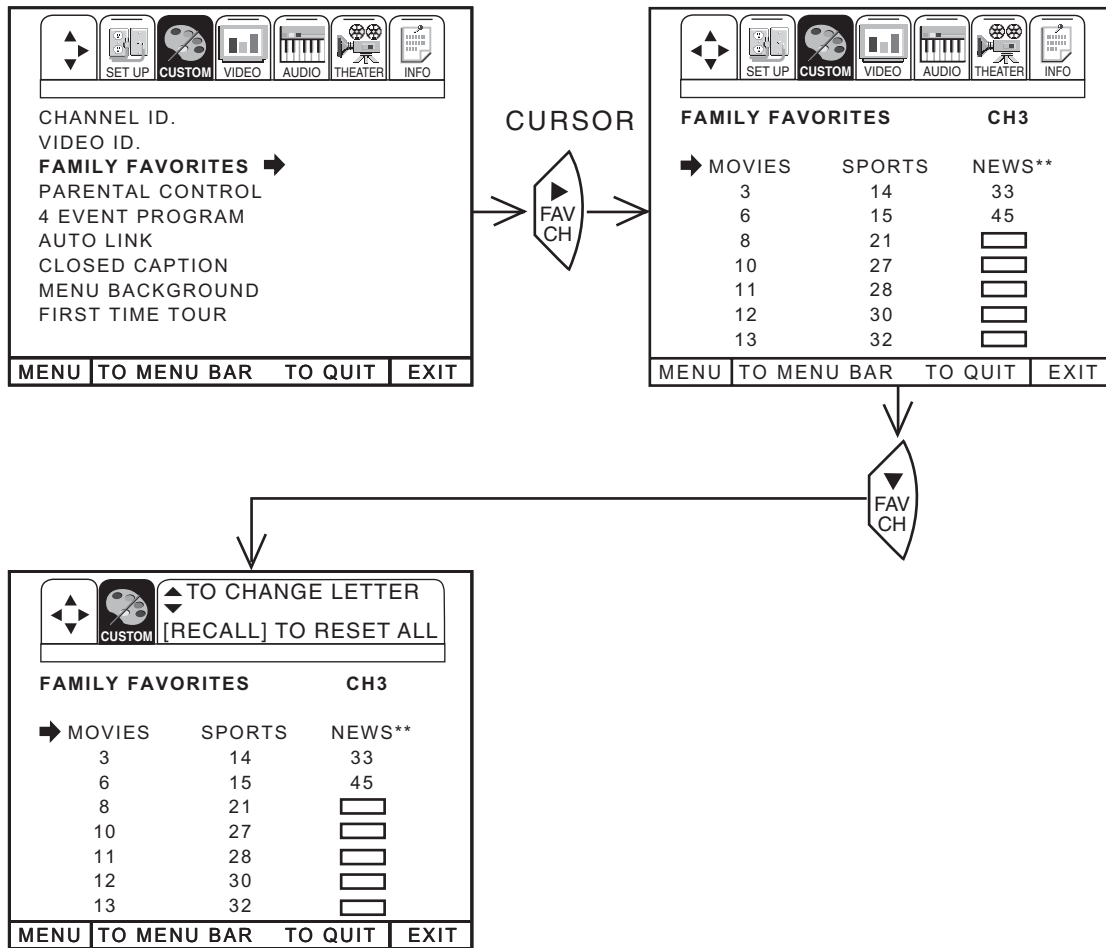 SET UP CUSTOM VIDEO AUDIO THEATER INFO
CHANNEL ID.
VIDEO ID.
FAMILY FAVORITES
PARENTAL CONTROL
4 EVENT PROGRAM
AUTO LINK
CLOSED CAPTION
MENU BACKGROUND
FIRST TIME TOUR
MENU TO MENU BAR TO QUIT EXIT
CURSOR
FAV
CH
SET UP CUSTOM VIDEO AUDIO THEATER INFO
FAMILY FAVORITES CH3
MOVIES SPORTS NEWS**
3 14 33
6 15 45
8 21
10 27
11 28
12 30
13 32
MENU TO MENU BAR TO QUIT EXIT
FAV
CH
CUSTOM
TO CHANGE LETTER
[RECALL] TO RESET ALL
FAMILY FAVORITES CH3
MOVIES SPORTS NEWS**
3 14 33
6 15 45
8 21
10 27
11 28
12 30
13 32
MENU TO MENU BAR TO QUIT EXIT